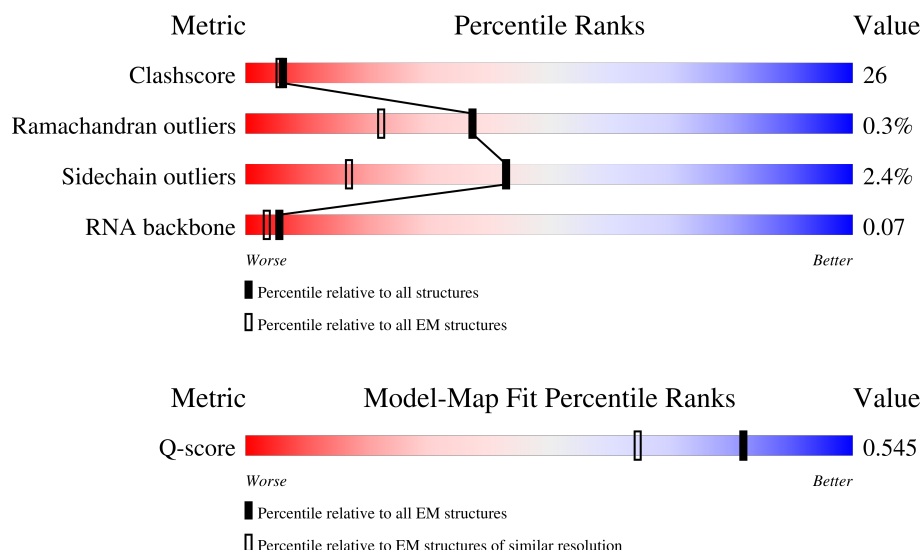 Metric Percentile Ranks Value
Clashscore 26
Ramachandran outliers 0.3%
Sidechain outliers 2.4%
RNA backbone 0.07
Worse Better
Percentile relative to all structures
Percentile relative to all EM structures
Metric Model-Map Fit Percentile Ranks Value
Q-score 0.545
Worse Better
Percentile relative to all EM structures
Percentile relative to EM structures of similar resolution